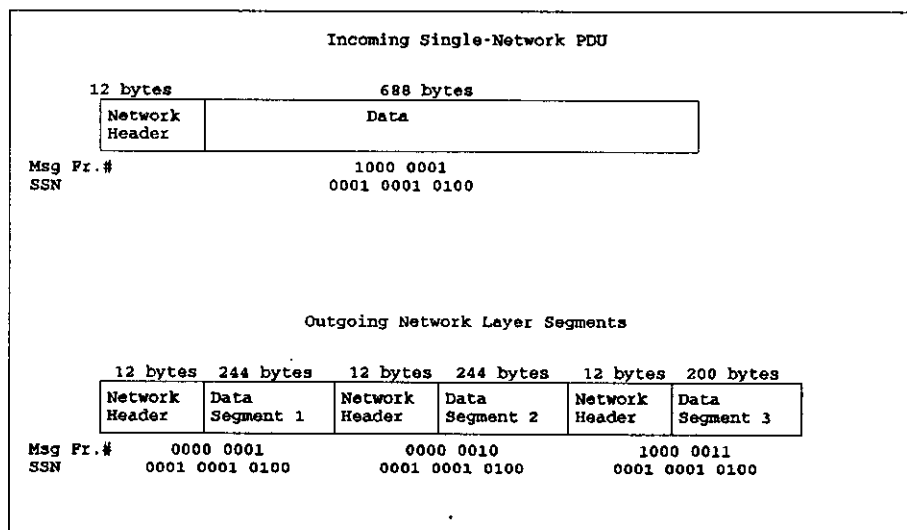 Incoming Single-Network PDU
12 bytes 688 bytes
Network Data
Header
Msg Fr.# 1000 0001
SSN 0001 0001 0100
Outgoing Network Layer Segments
12 bytes 244 bytes 12 bytes 244 bytes 12 bytes 200 bytes
Network Data Network Data Network Data
Header Segment 1 Header Segment 2 Header Segment 3
Msg Fr.# 0000 0001 0000 0010 1000 0011
SSN 0001 0001 0100 0001 0001 0100 0001 0001 0100